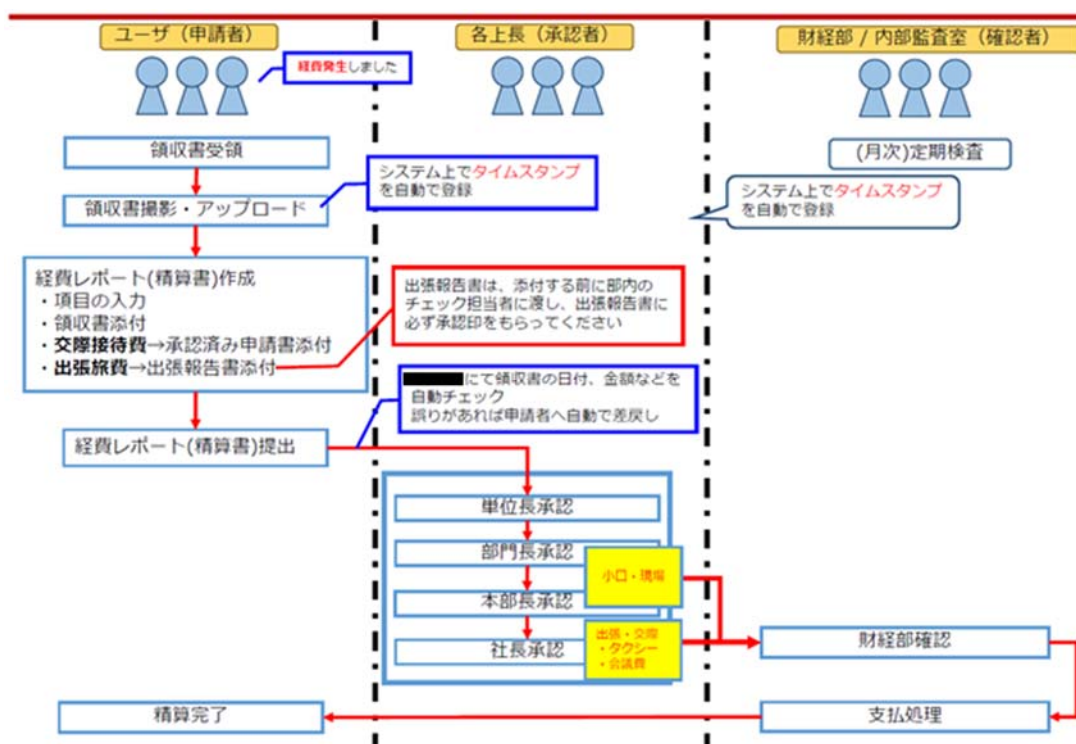 ユーザ（申請者）
各上長（承認者）
財経部 / 内部監査室（確認者）
経費発生しました
領収書受領
(月次)定期検査
システム上でタイムスタンプ
を自動で登録
システム上でタイムスタンプ
を自動で登録
領収書撮影・アップロード
経費レポート(精算書)作成
・項目の入力
・領収書添付
・交際接待費→承認済み申請書添付
・出張旅費→出張報告書添付
出張報告書は、添付する前に部内の
チェック担当者に渡し、出張報告書に
必ず承認印をもらってください
にて領収書の日付、金額などを
自動チェック
誤りがあれば申請者へ自動で差戻し
経費レポート(精算書)提出
単位長承認
部門長承認
小口・現場
本部長承認
社長承認
出張・交際
・タクシー
・会議費
財経部確認
支払処理
精算完了